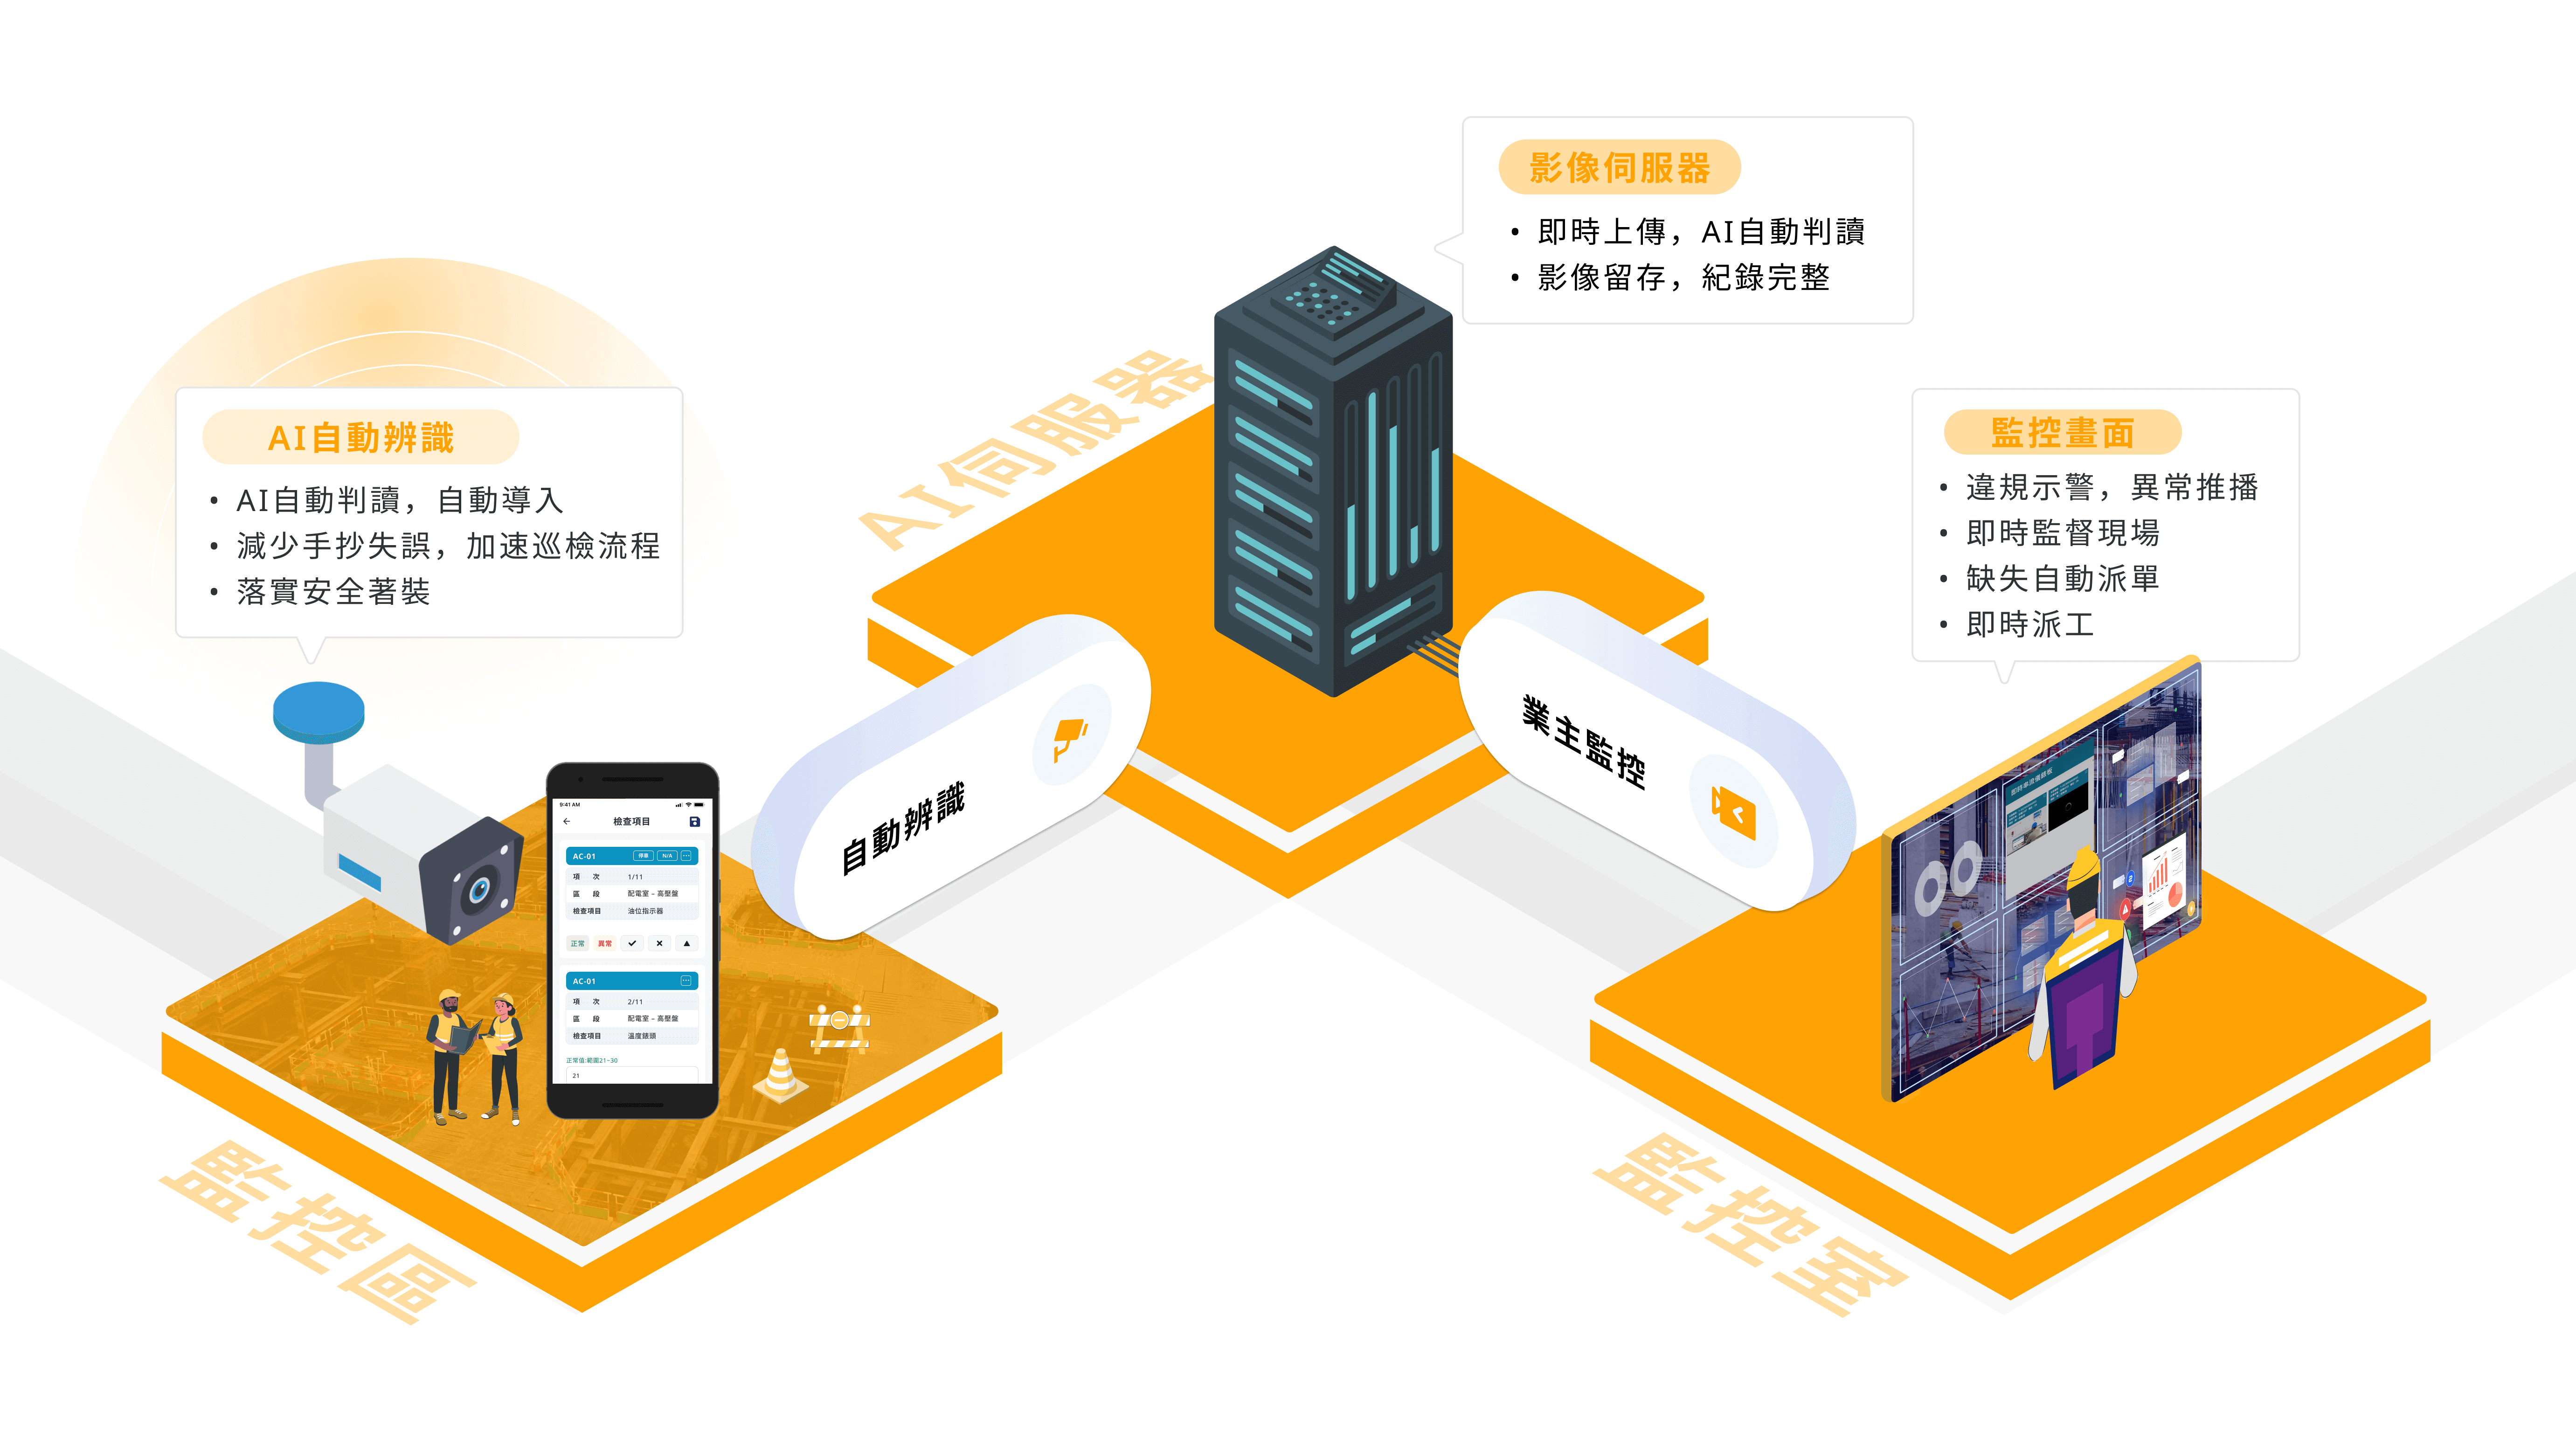 影像伺服器
• 即時上傳，AI自動判讀
• 影像留存，紀錄完整
AI伺服器
AI自動辨識
• AI自動判讀，自動導入
• 減少手抄失誤，加速巡檢流程
• 落實安全著裝
監控畫面
• 違規示警，異常推播
• 即時監督現場
• 缺失自動派單
• 即時派工
自動辨識
業主監控
9:41 AM
檢查項目
AC-01 停車 N/A
項 次 1/11
區 段 配電室 – 高壓盤
檢查項目 油位指示器
正常 異常
AC-01
項 次 2/11
區 段 配電室 – 高壓盤
檢查項目 溫度錶頭
正常值:範圍21~30
21
監控區
監控室